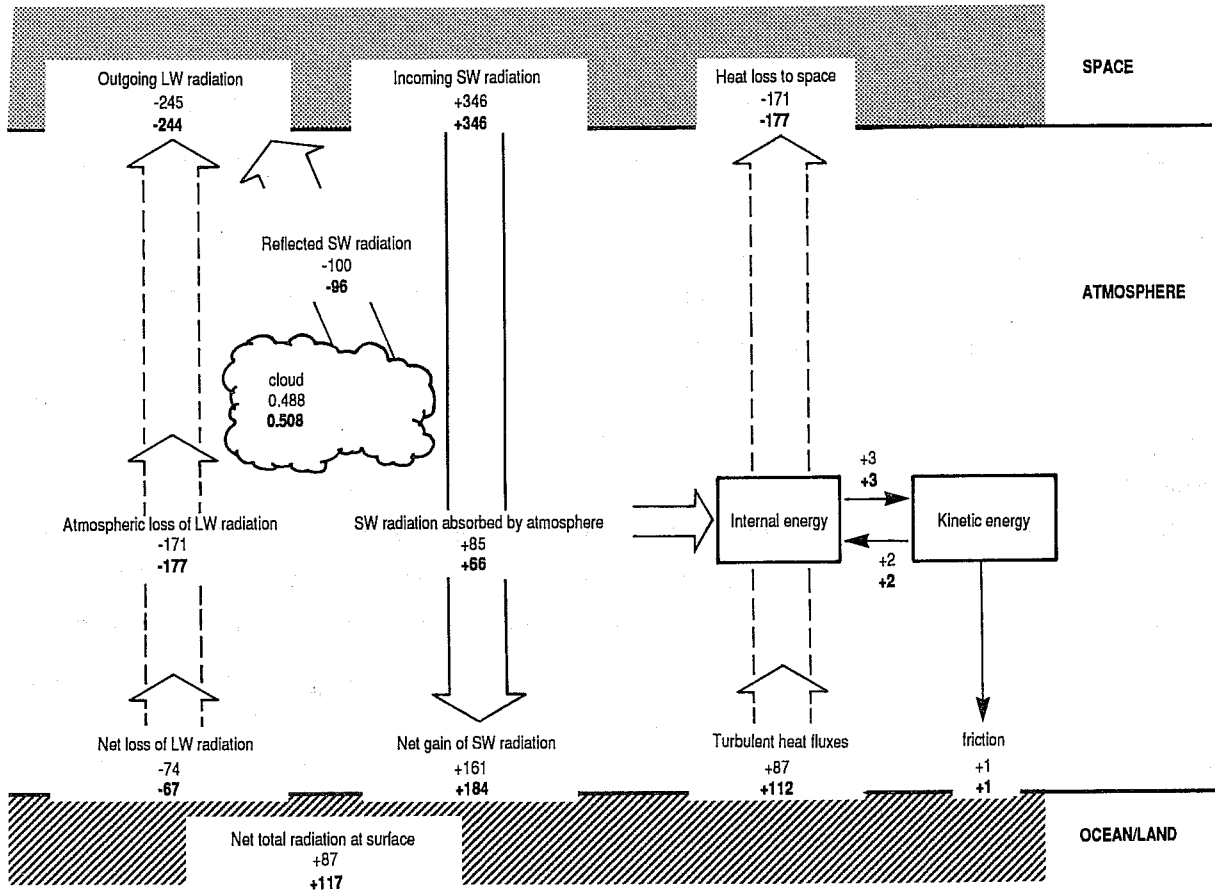 Outgoing LW radiation
-245
-244
Incoming SW radiation
+346
+346
Heat loss to space
-171
-177
SPACE
Reflected SW radiation
-100
-96
ATMOSPHERE
cloud
0.488
0.508
+3
+3
Atmospheric loss of LW radiation
-171
-177
SW radiation absorbed by atmosphere
+85
+66
Internal energy
Kinetic energy
+2
+2
Net loss of LW radiation
-74
-67
Net gain of SW radiation
+161
+184
Turbulent heat fluxes
+87
+112
friction
+1
+1
OCEAN/LAND
Net total radiation at surface
+87
+117